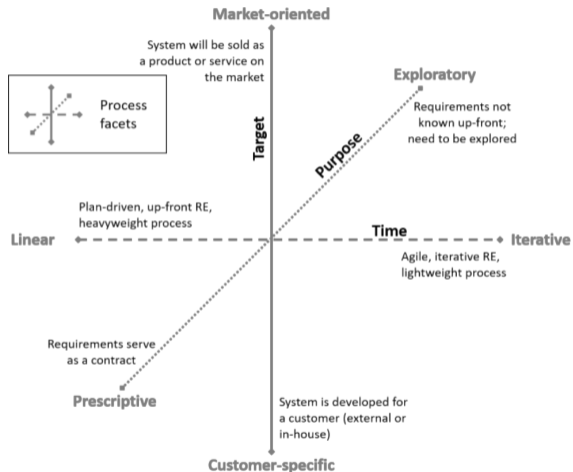 Market-oriented
System will be sold as
a product or service on
the market
Exploratory
Requirements not
known up-front;
need to be explored
Process
facets
Target
Purpose
Plan-driven, up-front RE,
heavyweight process
Time
Linear
Iterative
Agile, iterative RE,
lightweight process
Requirements serve
as a contract
Prescriptive
System is developed for
a customer (external or
in-house)
Customer-specific